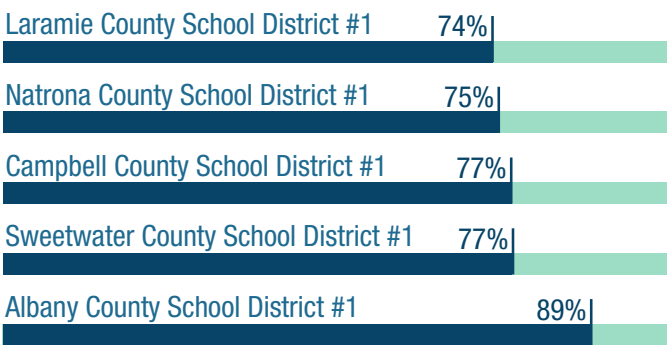 Laramie County School District #1 74%
Natrona County School District #1 75%
Campbell County School District #1 77%
Sweetwater County School District #1 77%
Albany County School District #1 89%